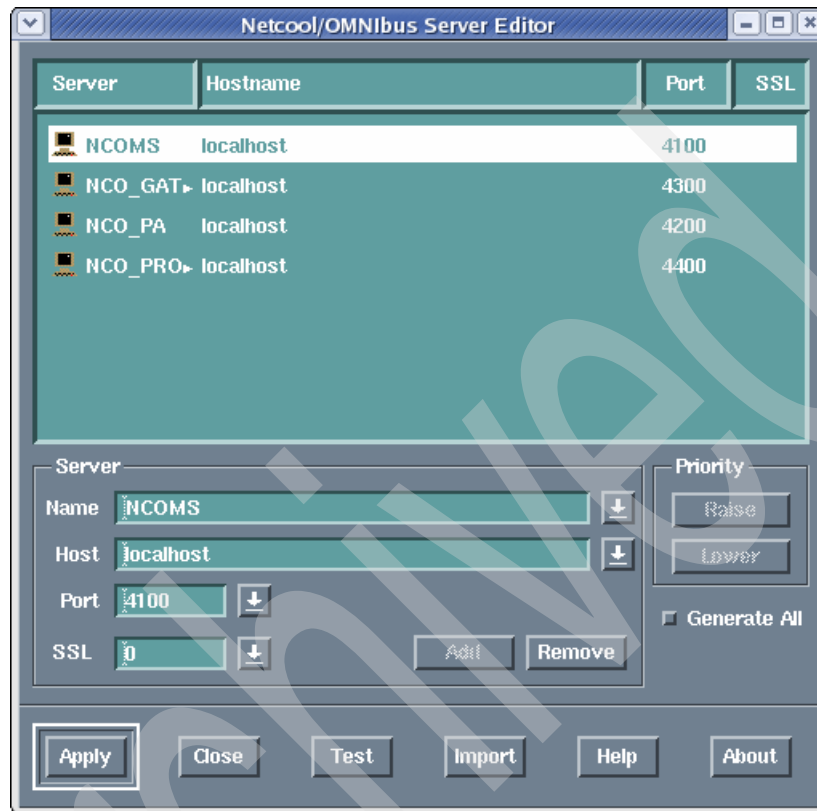 Netcool/OMNIbus Server Editor
Server Hostname Port SSL
NCOMS localhost 4100
NCO_GAT localhost 4300
NCO_PA localhost 4200
NCO_PRO localhost 4400
Server Priority
Name NCOMS Raise
Host localhost Lower
Port 4100
Generate All
SSL 0 Add Remove
Apply Close Test Import Help About